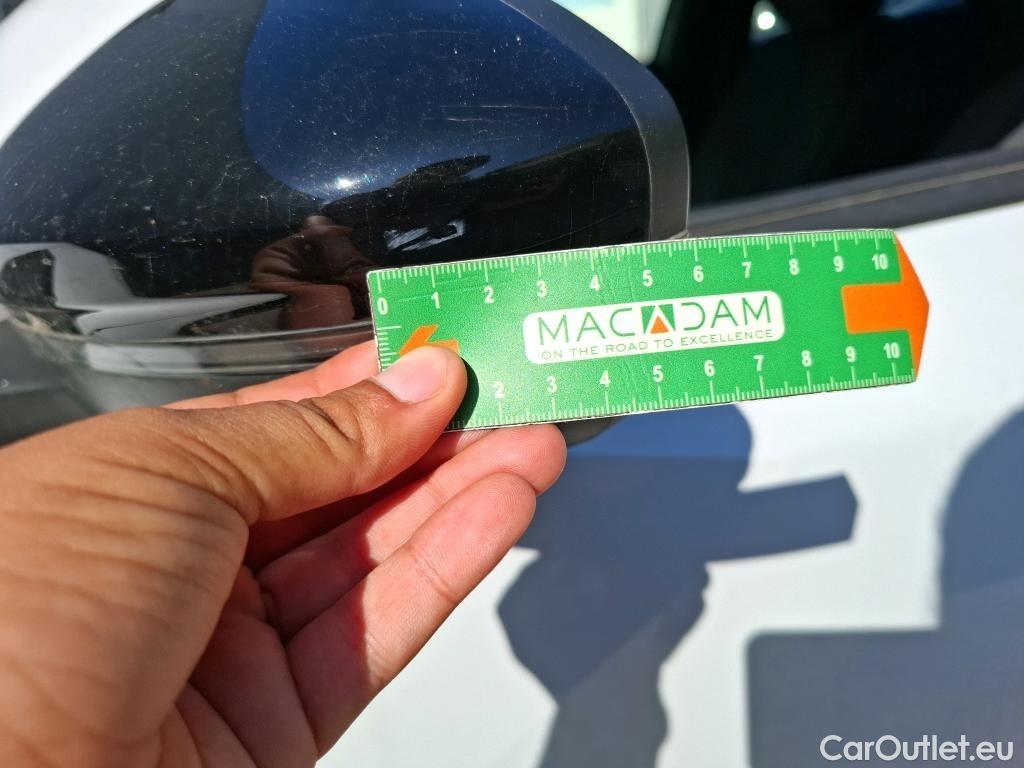 0 1 2 3 4 5 6 7 8 9 10
MACADAM
ON THE ROAD TO EXCELLENCE
2 3 4 5 6 7 8 9 10
CarOutlet.eu